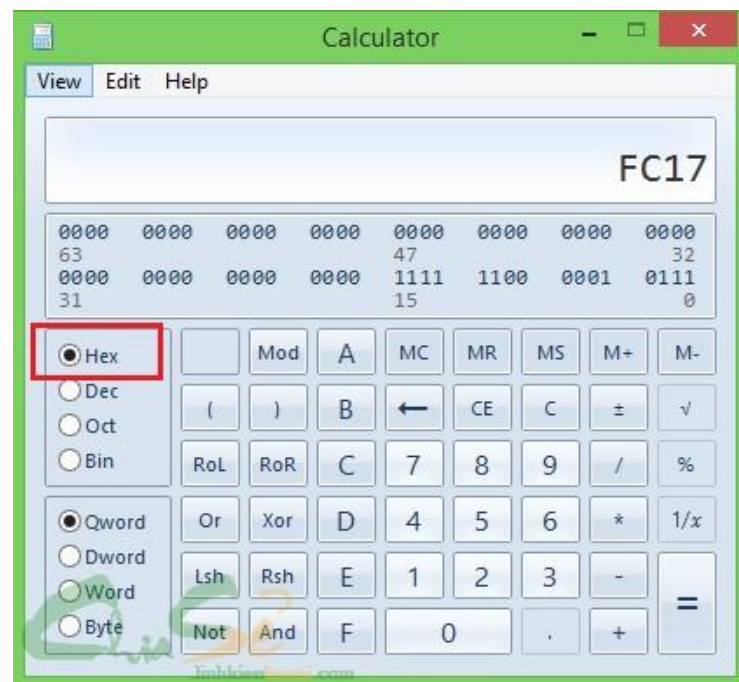 Calculator
View Edit Help
FC17
0000 0000 0000 0000 0000 0000 0000 0000
63 47 32
0000 0000 0000 0000 1111 1100 0001 0111
31 15 0
Hex Mod A MC MR MS M+ M-
Dec
Oct
( ) B ← CE C ± √
Bin RoL RoR C 7 8 9 / %
Qword Or Xor D 4 5 6 * 1/x
Dword
Word
Lsh Rsh E 1 2 3 - =
Byte Not And F 0 . +